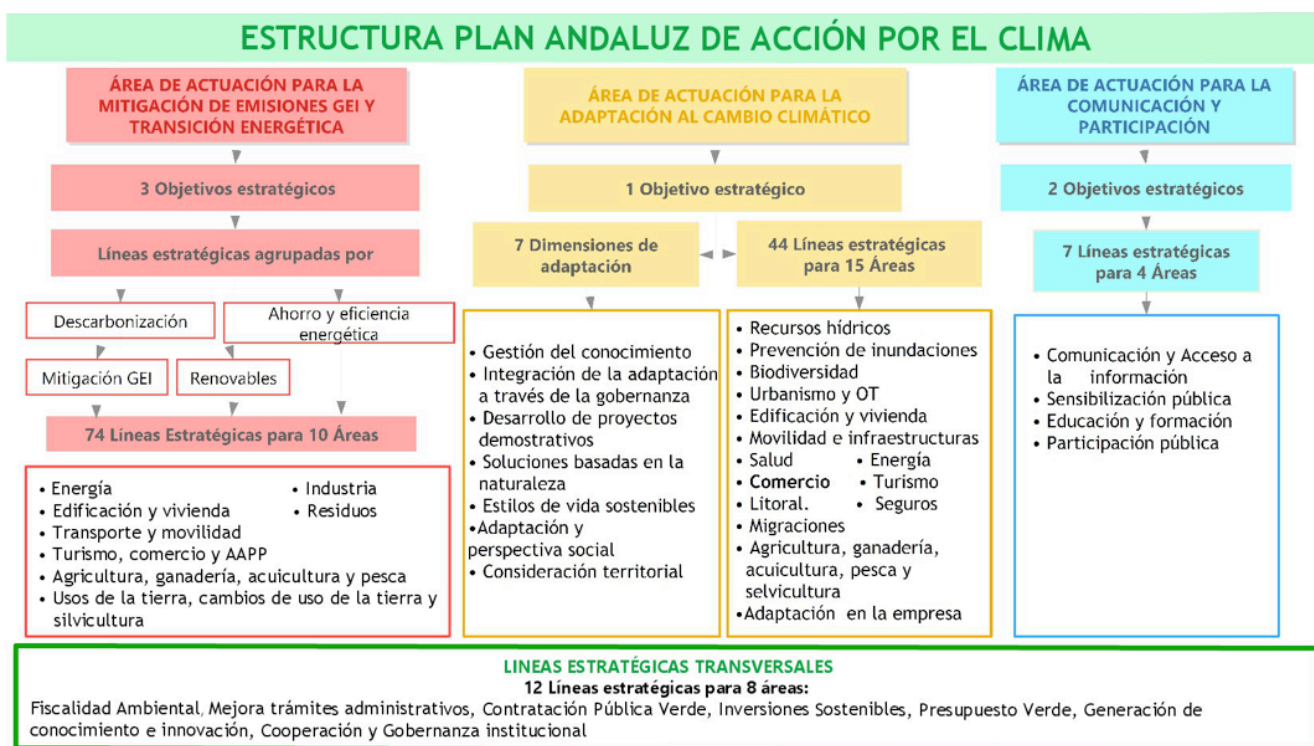 ESTRUCTURA PLAN ANDALUZ DE ACCIÓN POR EL CLIMA
ÁREA DE ACTUACIÓN PARA LA
MITIGACIÓN DE EMISIONES GEI Y
TRANSICIÓN ENERGÉTICA
3 Objetivos estratégicos
Líneas estratégicas agrupadas por
Descarbonización
Ahorro y eficiencia
energética
Mitigación GEI
Renovables
74 Líneas Estratégicas para 10 Áreas
• Energía
• Industria
• Edificación y vivienda
• Residuos
• Transporte y movilidad
• Turismo, comercio y AAPP
• Agricultura, ganadería, acuicultura y pesca
• Usos de la tierra, cambios de uso de la tierra y
silvicultura
ÁREA DE ACTUACIÓN PARA LA
ADAPTACIÓN AL CAMBIO CLIMÁTICO
1 Objetivo estratégico
7 Dimensiones de
adaptación
• Gestión del conocimiento
• Integración de la adaptación
a través de la gobernanza
• Desarrollo de proyectos
demostrativos
• Soluciones basadas en la
naturaleza
• Estilos de vida sostenibles
•Adaptación y
perspectiva social
• Consideración territorial
44 Líneas estratégicas
para 15 Áreas
• Recursos hídricos
• Prevención de inundaciones
• Biodiversidad
• Urbanismo y OT
• Edificación y vivienda
• Movilidad e infraestructuras
• Salud
• Energía
• Comercio
• Turismo
• Litoral.
• Seguros
• Migraciones
• Agricultura, ganadería,
acuicultura, pesca y
selvicultura
•Adaptación en la empresa
ÁREA DE ACTUACIÓN PARA LA
COMUNICACIÓN Y
PARTICIPACIÓN
2 Objetivos estratégicos
7 Líneas estratégicas
para 4 Áreas
• Comunicación y Acceso a
la información
• Sensibilización pública
• Educación y formación
• Participación pública
LINEAS ESTRATÉGICAS TRANSVERSALES
12 Líneas estratégicas para 8 áreas:
Fiscalidad Ambiental, Mejora trámites administrativos, Contratación Pública Verde, Inversiones Sostenibles, Presupuesto Verde, Generación de
conocimiento e innovación, Cooperación y Gobernanza institucional